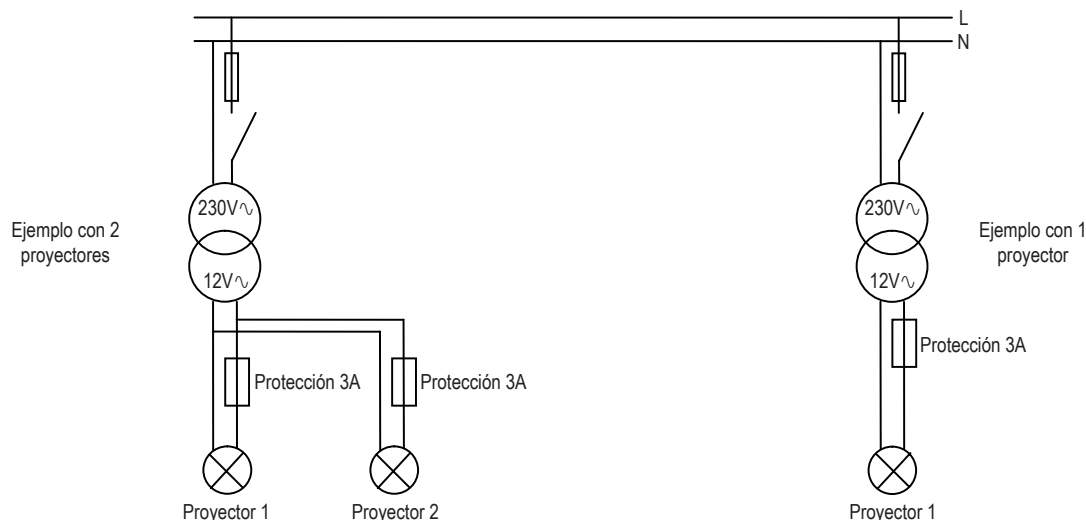 L
N
230V∿
230V∿
Ejemplo con 2
proyectores
Ejemplo con 1
proyector
12V∿
12V∿
Protección 3A
Protección 3A
Protección 3A
Proyector 1
Proyector 2
Proyector 1